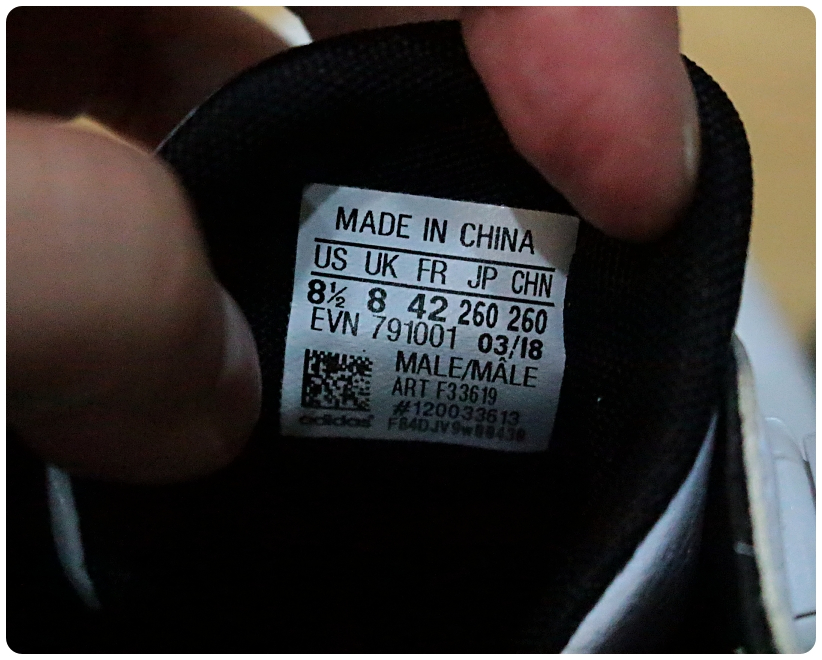 MADE IN CHINA
US UK FR JP CHN
8½ 8 42 260 260
EVN 791001 03/18
MALE/MÂLE
ART F33619
#120033613
adidas